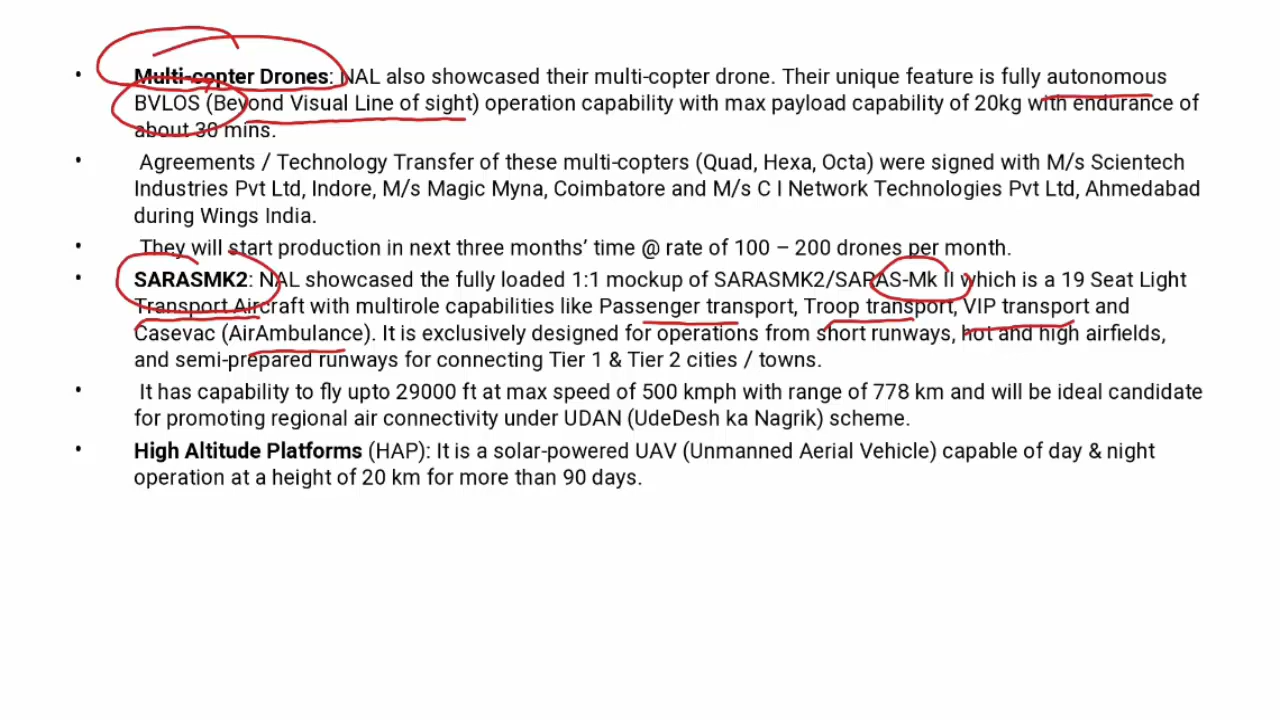 • Multi-copter Drones: NAL also showcased their multi-copter drone. Their unique feature is fully autonomous
BVLOS (Beyond Visual Line of sight) operation capability with max payload capability of 20kg with endurance of
about 30 mins.
• Agreements / Technology Transfer of these multi-copters (Quad, Hexa, Octa) were signed with M/s Scientech
Industries Pvt Ltd, Indore, M/s Magic Myna, Coimbatore and M/s C I Network Technologies Pvt Ltd, Ahmedabad
during Wings India.
• They will start production in next three months’ time @ rate of 100 – 200 drones per month.
• SARASMK2: NAL showcased the fully loaded 1:1 mockup of SARASMK2/SARAS-Mk II which is a 19 Seat Light
Transport Aircraft with multirole capabilities like Passenger transport, Troop transport, VIP transport and
Casevac (AirAmbulance). It is exclusively designed for operations from short runways, hot and high airfields,
and semi-prepared runways for connecting Tier 1 & Tier 2 cities / towns.
• It has capability to fly upto 29000 ft at max speed of 500 kmph with range of 778 km and will be ideal candidate
for promoting regional air connectivity under UDAN (UdeDesh ka Nagrik) scheme.
• High Altitude Platforms (HAP): It is a solar-powered UAV (Unmanned Aerial Vehicle) capable of day & night
operation at a height of 20 km for more than 90 days.